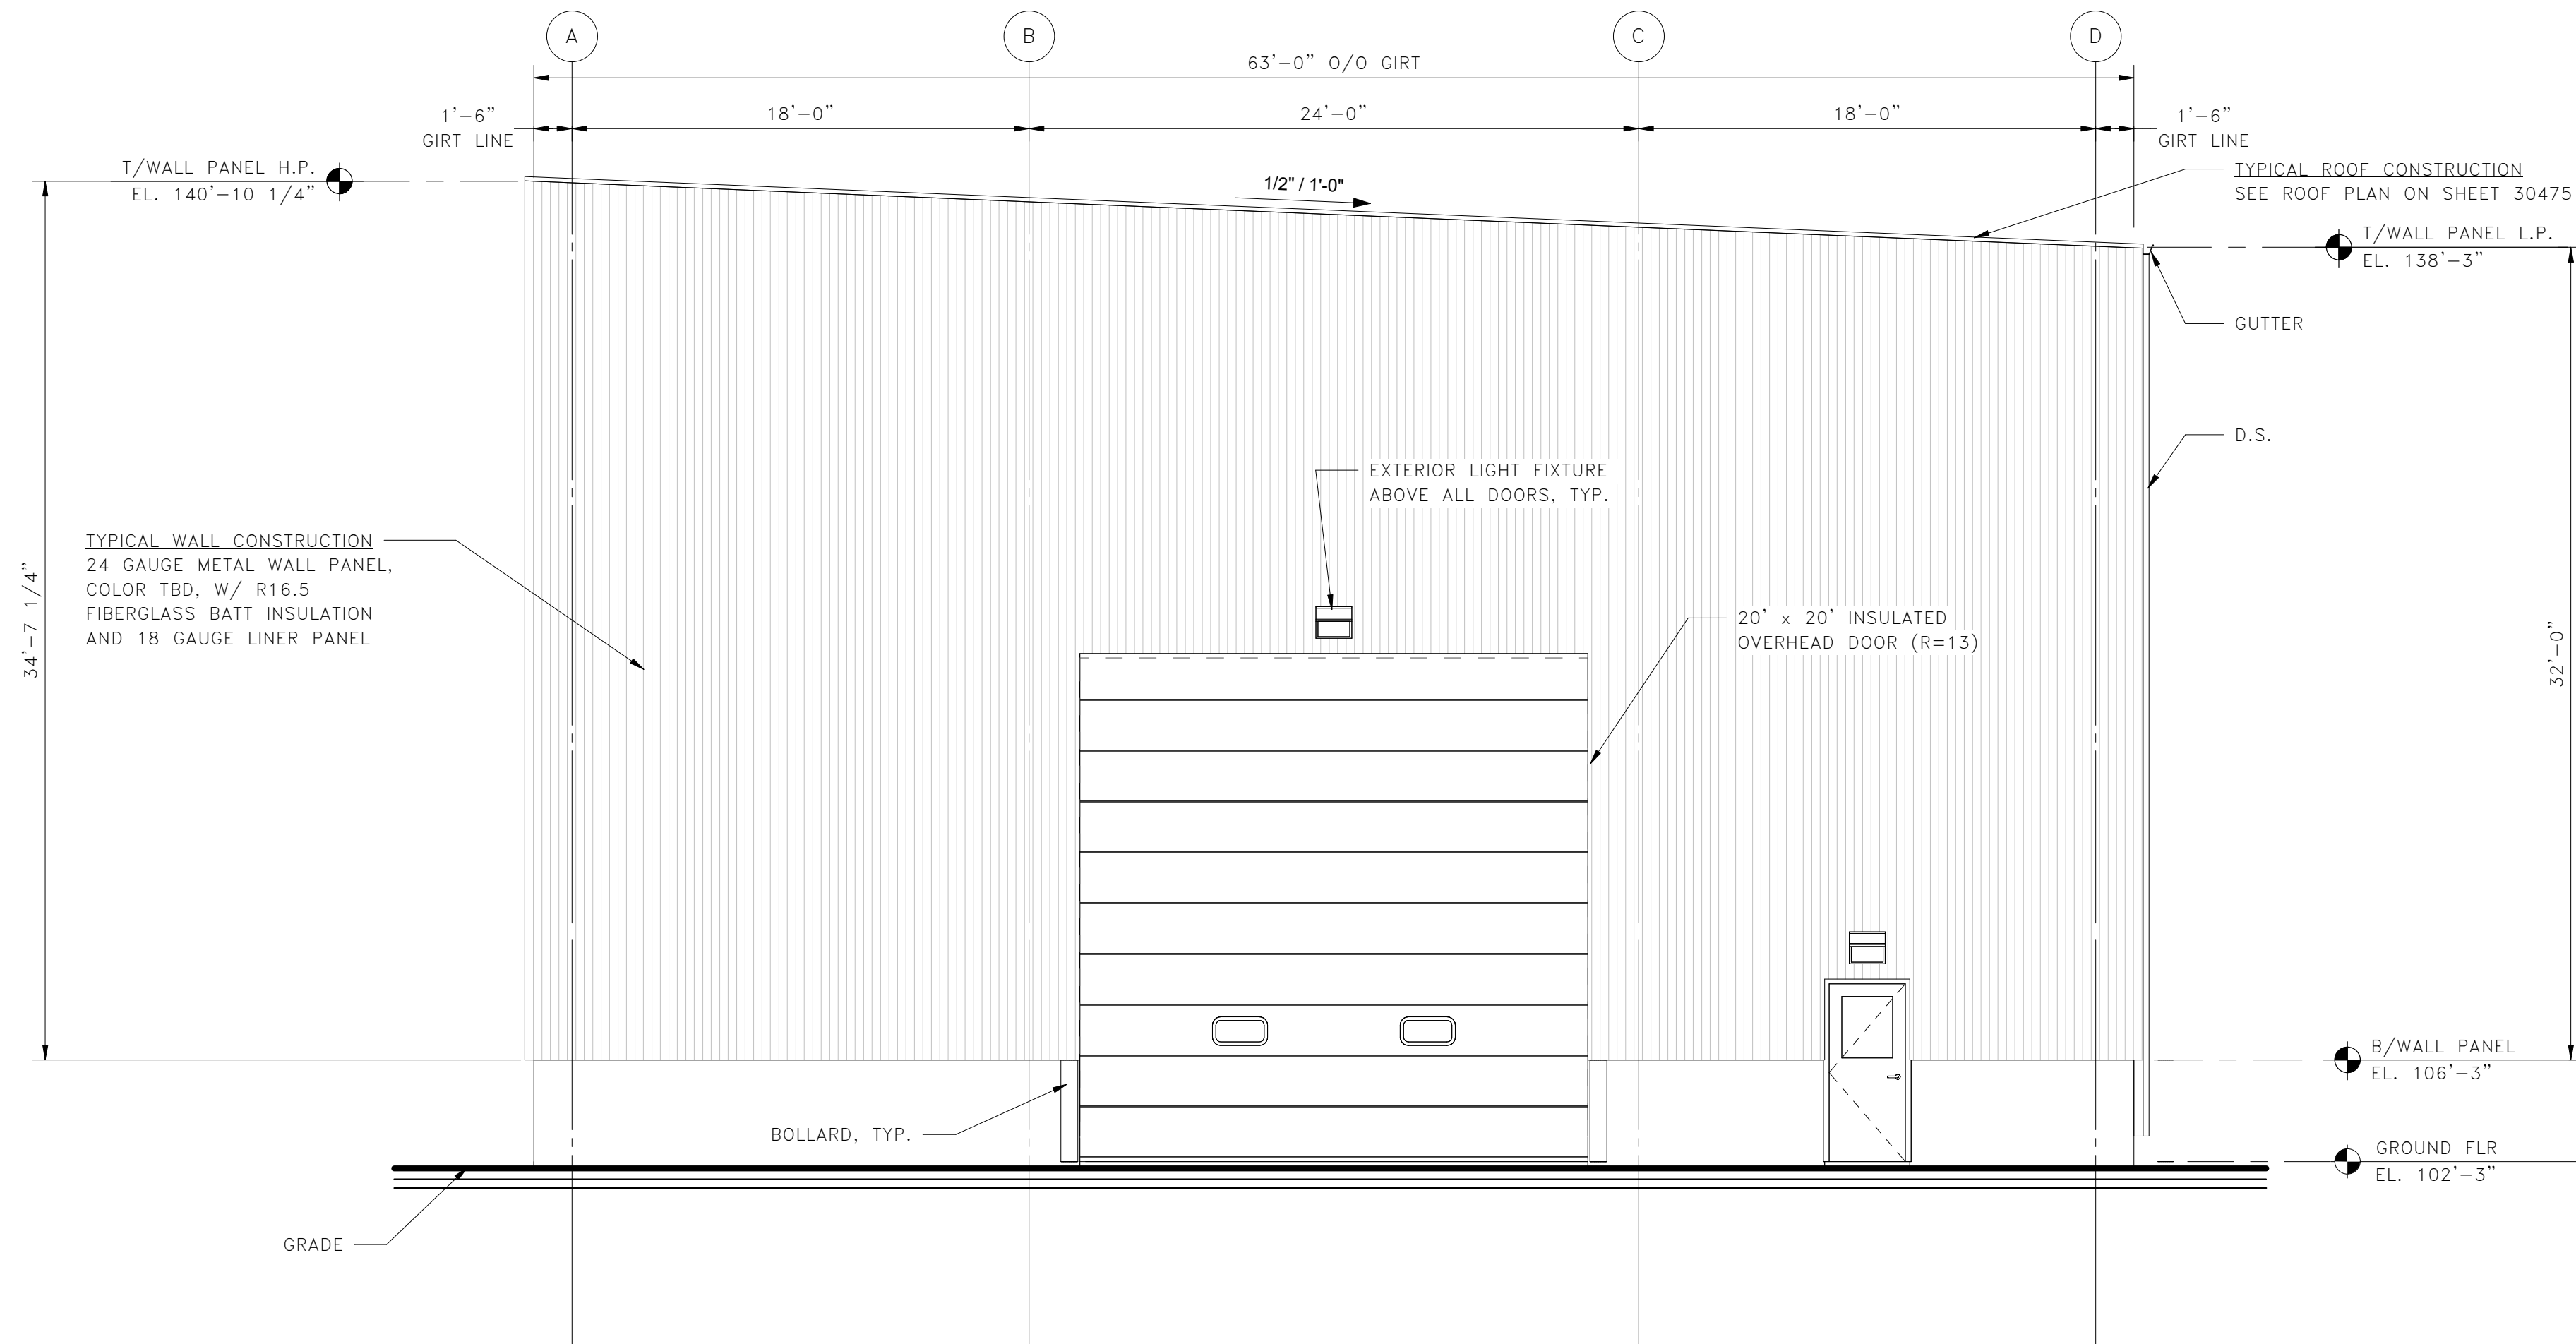 A
B
C
D
63'-0" O/O GIRT
1'-6"
GIRT LINE
18'-0"
24'-0"
18'-0"
1'-6"
GIRT LINE
T/WALL PANEL H.P.
EL. 140'-10 1/4"
1/2" / 1'-0"
TYPICAL ROOF CONSTRUCTION
SEE ROOF PLAN ON SHEET 30475
T/WALL PANEL L.P.
EL. 138'-3"
GUTTER
D.S.
EXTERIOR LIGHT FIXTURE
ABOVE ALL DOORS, TYP.
TYPICAL WALL CONSTRUCTION
24 GAUGE METAL WALL PANEL,
COLOR TBD, W/ R16.5
FIBERGLASS BATT INSULATION
AND 18 GAUGE LINER PANEL
34'-7 1/4"
20' x 20' INSULATED
OVERHEAD DOOR (R=13)
32'-0"
B/WALL PANEL
EL. 106'-3"
BOLLARD, TYP.
GROUND FLR
EL. 102'-3"
GRADE